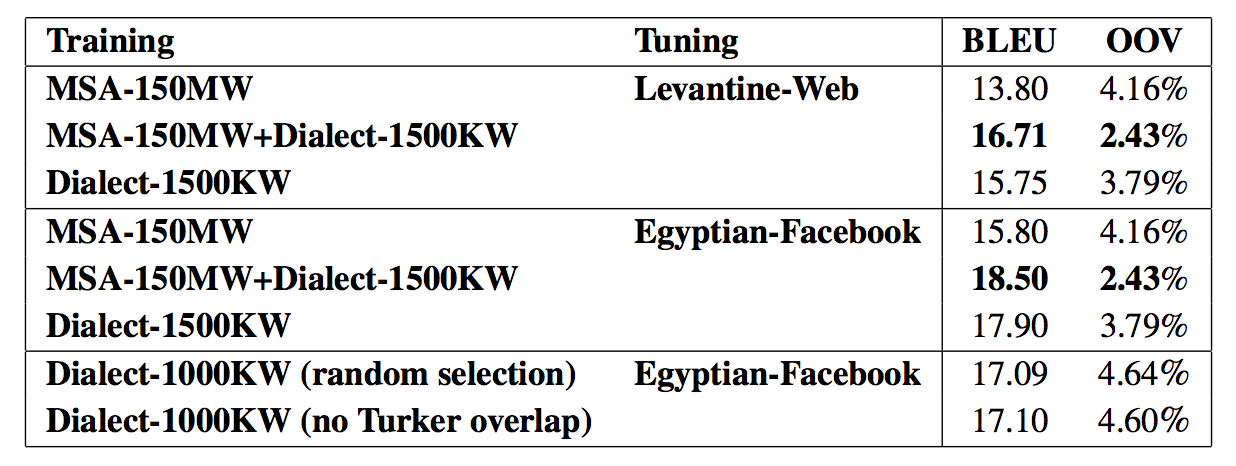 Training Tuning BLEU OOV
MSA-150MW Levantine-Web 13.80 4.16%
MSA-150MW+Dialect-1500KW 16.71 2.43%
Dialect-1500KW 15.75 3.79%
MSA-150MW Egyptian-Facebook 15.80 4.16%
MSA-150MW+Dialect-1500KW 18.50 2.43%
Dialect-1500KW 17.90 3.79%
Dialect-1000KW (random selection) Egyptian-Facebook 17.09 4.64%
Dialect-1000KW (no Turker overlap) 17.10 4.60%